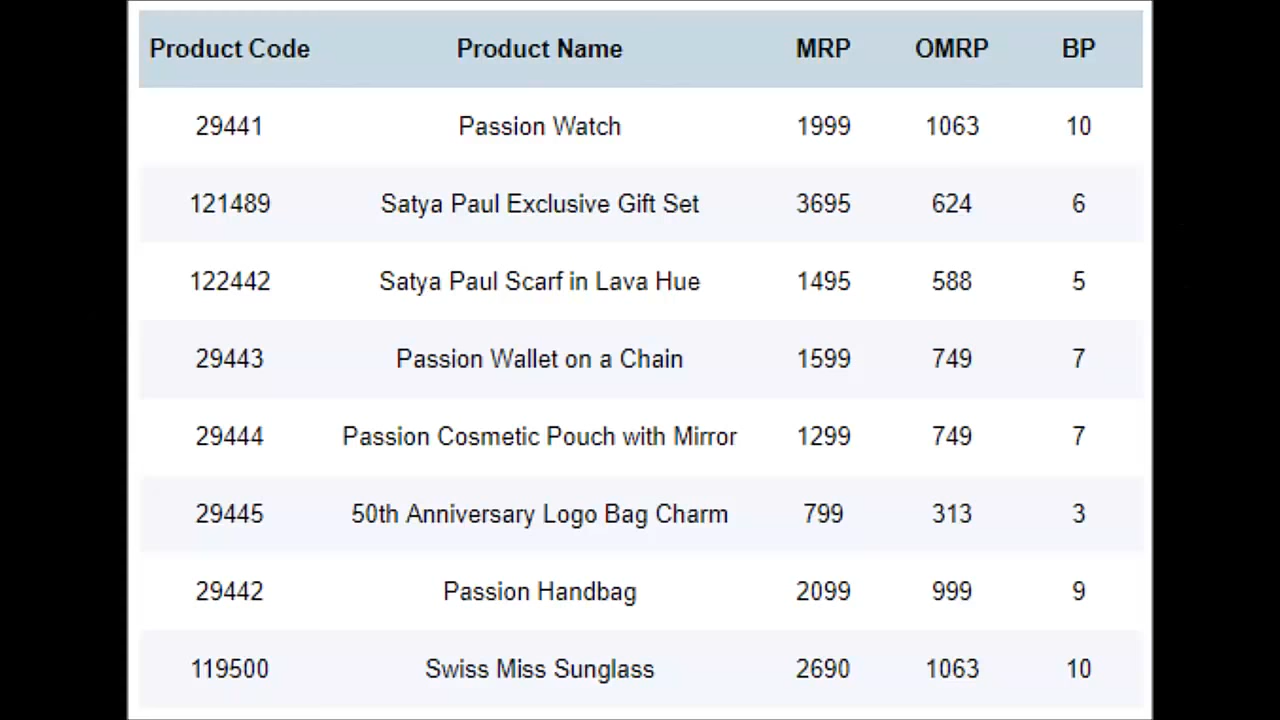 Product Code Product Name MRP OMRP BP
29441 Passion Watch 1999 1063 10
121489 Satya Paul Exclusive Gift Set 3695 624 6
122442 Satya Paul Scarf in Lava Hue 1495 588 5
29443 Passion Wallet on a Chain 1599 749 7
29444 Passion Cosmetic Pouch with Mirror 1299 749 7
29445 50th Anniversary Logo Bag Charm 799 313 3
29442 Passion Handbag 2099 999 9
119500 Swiss Miss Sunglass 2690 1063 10